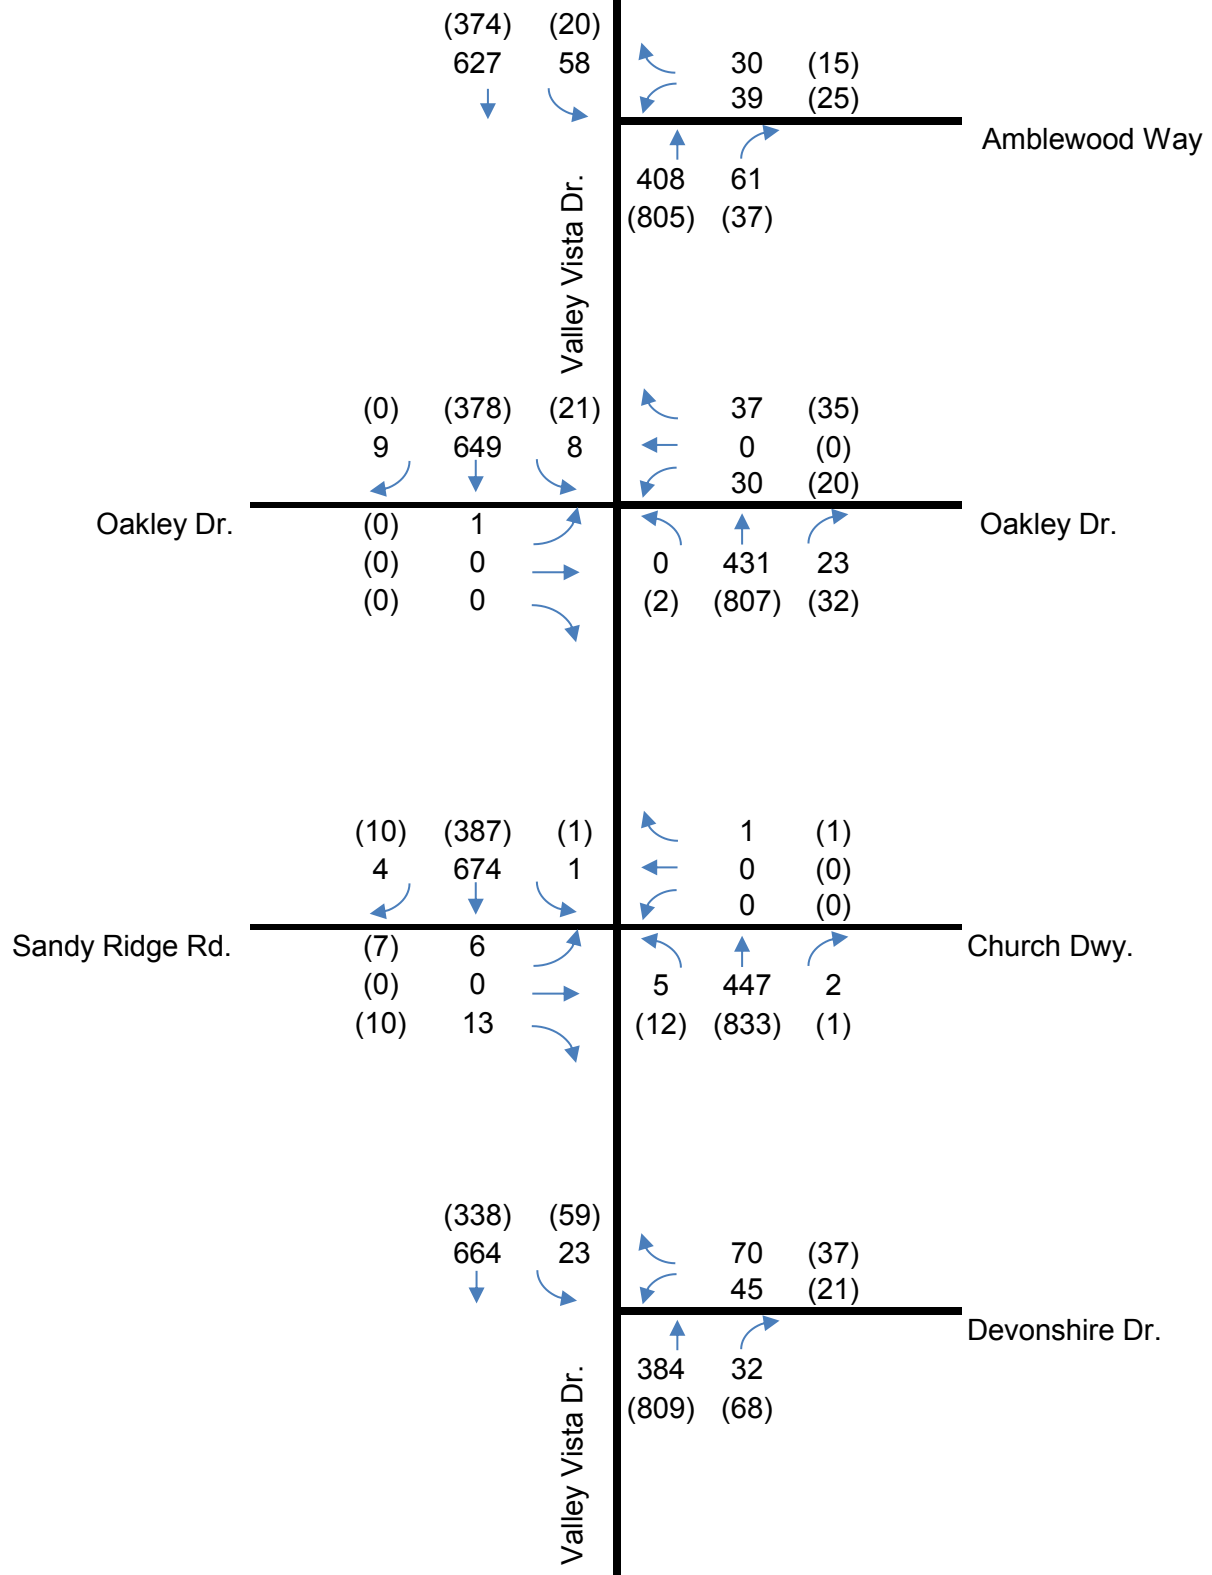 (374) (20)
627 58
30 (15)
39 (25)
Amblewood Way
408 61
(805) (37)
Valley Vista Dr.
(0) (378) (21)
9 649 8
37 (35)
0 (0)
30 (20)
Oakley Dr.
Oakley Dr.
(0) 1
(0) 0
(0) 0
0 431 23
(2) (807) (32)
(10) (387) (1)
4 674 1
1 (1)
0 (0)
0 (0)
Sandy Ridge Rd.
Church Dwy.
(7) 6
(0) 0
(10) 13
5 447 2
(12) (833) (1)
(338) (59)
664 23
70 (37)
45 (21)
Devonshire Dr.
384 32
(809) (68)
Valley Vista Dr.